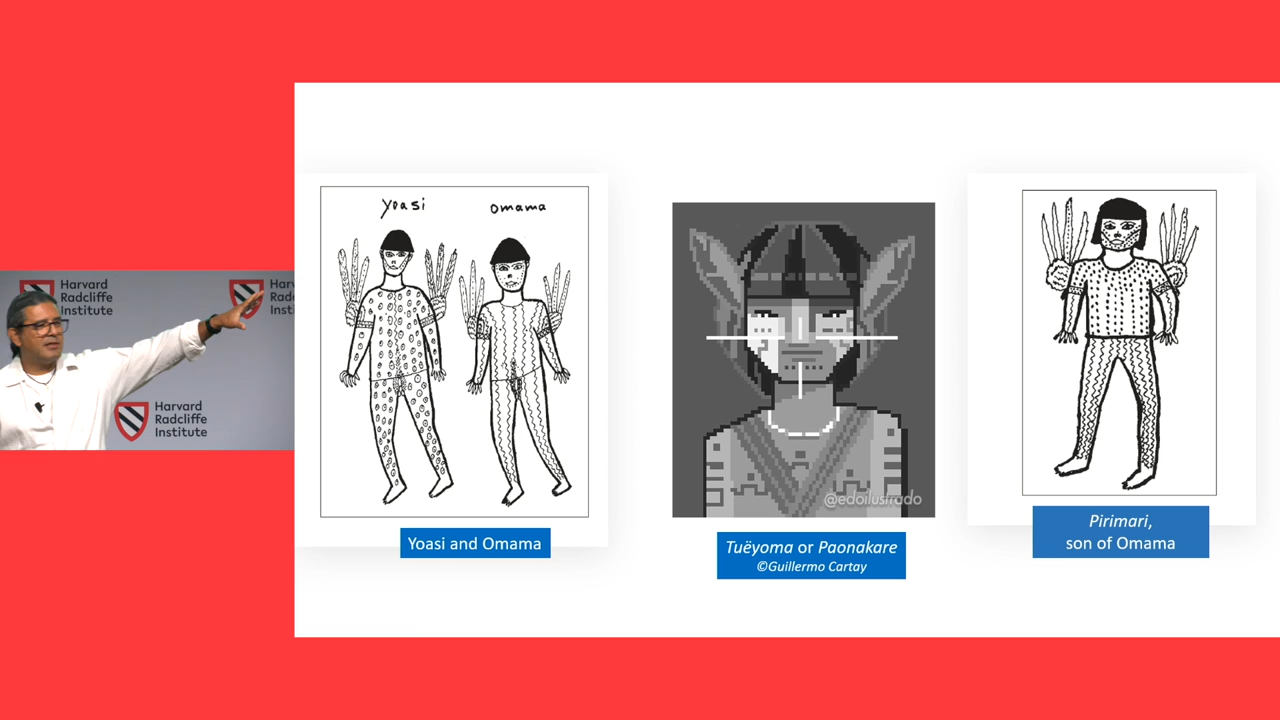 Harvard
Radcliffe
Institute
Harvard
Radcliffe
Institute
yoasi
omama
@edoilustrado
Yoasi and Omama
Tuëyoma or Paonakare
©Guillermo Cartay
Pirimari,
son of Omama